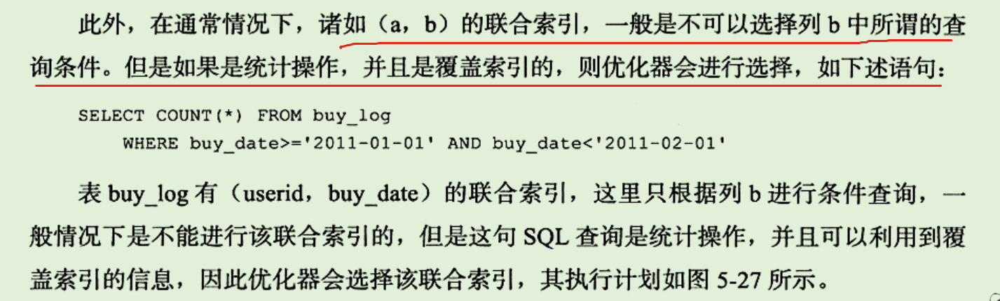 此外，在通常情况下，诸如（a，b）的联合索引，一般是不可以选择列 b 中所谓的查
询条件。但是如果是统计操作，并且是覆盖索引的，则优化器会进行选择，如下述语句：
SELECT COUNT(*) FROM buy_log
WHERE buy_date>='2011-01-01' AND buy_date<'2011-02-01'
表 buy_log 有（userid，buy_date）的联合索引，这里只根据列 b 进行条件查询，一
般情况下是不能进行该联合索引的，但是这句 SQL 查询是统计操作，并且可以利用到覆
盖索引的信息，因此优化器会选择该联合索引，其执行计划如图 5-27 所示。